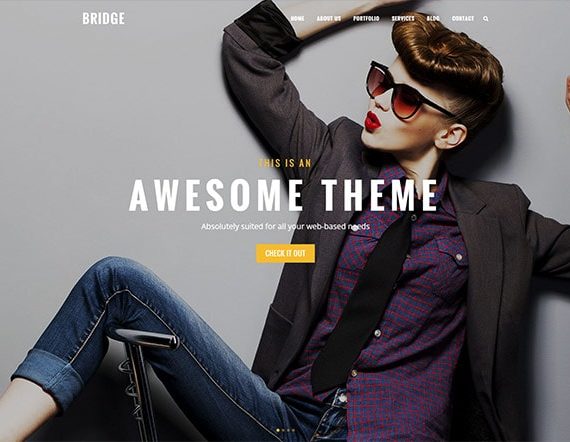 BRIDGE
HOME ABOUT US PORTFOLIO SERVICES BLOG CONTACT
THIS IS AN
AWESOME THEME
Absolutely suited for all your web-based needs
CHECK IT OUT